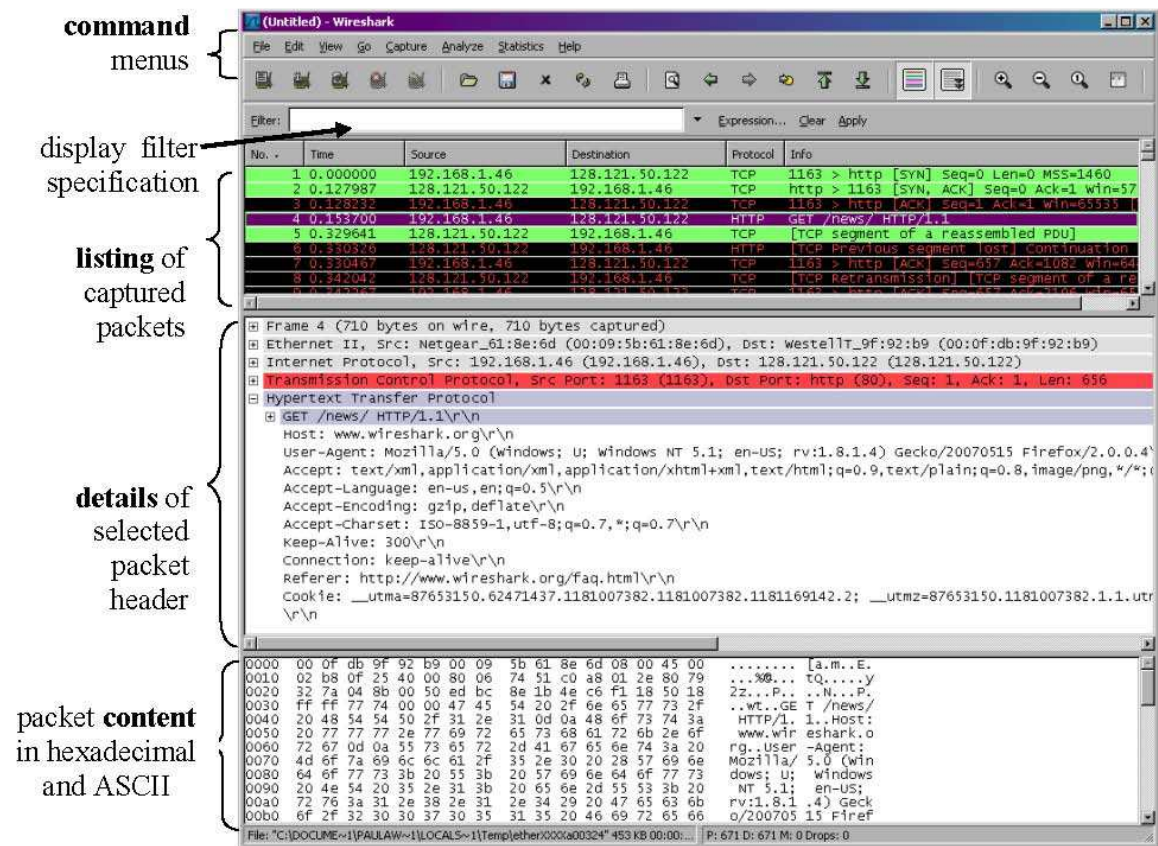 command
menus
display filter
specification
listing of
captured
packets
details of
selected
packet
header
packet content
in hexadecimal
and ASCII
(Untitled) - Wireshark
File Edit View Go Capture Analyze Statistics Help
Filter: Expression... Clear Apply
No. . Time Source Destination Protocol Info
1 0.000000 192.168.1.46 128.121.50.122 TCP 1163 > http [SYN] Seq=0 Len=0 MSS=1460
2 0.127987 128.121.50.122 192.168.1.46 TCP http > 1163 [SYN, ACK] Seq=0 Ack=1 Win=57
3 0.128232 192.168.1.46 128.121.50.122 TCP 1163 > http [ACK] Seq=1 Ack=1 Win=65535 [
4 0.153700 192.168.1.46 128.121.50.122 HTTP GET /news/ HTTP/1.1
5 0.329641 128.121.50.122 192.168.1.46 TCP [TCP segment of a reassembled PDU]
6 0.330326 128.121.50.122 192.168.1.46 HTTP [TCP Previous segment lost] Continuation
7 0.330467 192.168.1.46 128.121.50.122 TCP 1163 > http [ACK] Seq=657 Ack=1082 Win=64
8 0.342042 128.121.50.122 192.168.1.46 TCP [TCP Retransmission] [TCP segment of a re
192.168.1.46 128.121.50.122 TCP 1163 > http [ACK]
Frame 4 (710 bytes on wire, 710 bytes captured)
Ethernet II, Src: Netgear_61:8e:6d (00:09:5b:61:8e:6d), Dst: WestellT_9f:92:b9 (00:0f:db:9f:92:b9)
Internet Protocol, Src: 192.168.1.46 (192.168.1.46), Dst: 128.121.50.122 (128.121.50.122)
Transmission Control Protocol, Src Port: 1163 (1163), Dst Port: http (80), Seq: 1, Ack: 1, Len: 656
Hypertext Transfer Protocol
GET /news/ HTTP/1.1\r\n
Host: www.wireshark.org\r\n
User-Agent: Mozilla/5.0 (Windows; U; Windows NT 5.1; en-US; rv:1.8.1.4) Gecko/20070515 Firefox/2.0.0.4\
Accept: text/xml,application/xml,application/xhtml+xml,text/html;q=0.9,text/plain;q=0.8,image/png,*/*;
Accept-Language: en-us,en;q=0.5\r\n
Accept-Encoding: gzip,deflate\r\n
Accept-Charset: ISO-8859-1,utf-8;q=0.7,*;q=0.7\r\n
Keep-Alive: 300\r\n
Connection: keep-alive\r\n
Referer: http://www.wireshark.org/faq.html\r\n
Cookie: __utma=87653150.62471437.1181007382.1181007382.1181169142.2; __utmz=87653150.1181007382.1.1.utm
\r\n
0000 00 0f db 9f 92 b9 00 09 5b 61 8e 6d 08 00 45 00 ........ [a.m..E.
0010 02 b8 0f 25 40 00 80 06 74 51 c0 a8 01 2e 80 79 ...%@... tQ.....y
0020 32 7a 04 8b 00 50 ed bc 8e 1b 4e c6 f1 18 50 18 2z...P.. ..N...P.
0030 ff ff 77 74 00 00 47 45 54 20 2f 6e 65 77 73 2f ..wt..GE T /news/
0040 20 48 54 54 50 2f 31 2e 31 0d 0a 48 6f 73 74 3a HTTP/1. 1..Host:
0050 20 77 77 77 2e 77 69 72 65 73 68 61 72 6b 2e 6f www.wir eshark.o
0060 72 67 0d 0a 55 73 65 72 2d 41 67 65 6e 74 3a 20 rg..User -Agent:
0070 4d 6f 7a 69 6c 6c 61 2f 35 2e 30 20 28 57 69 6e Mozilla/ 5.0 (Win
0080 64 6f 77 73 3b 20 55 3b 20 57 69 6e 64 6f 77 73 dows; U; Windows
0090 20 4e 54 20 35 2e 31 3b 20 65 6e 2d 55 53 3b 20 NT 5.1; en-US;
00a0 72 76 3a 31 2e 38 2e 31 2e 34 29 20 47 65 63 6b rv:1.8.1 .4) Geck
00b0 6f 2f 32 30 30 37 30 35 31 35 20 46 69 72 65 66 o/200705 15 Firef
File: "C:\DOCUME~1\PAULAW~1\LOCALS~1\Temp\etherXXXXa00324" 453 KB 00:00:... P: 671 D: 671 M: 0 Drops: 0